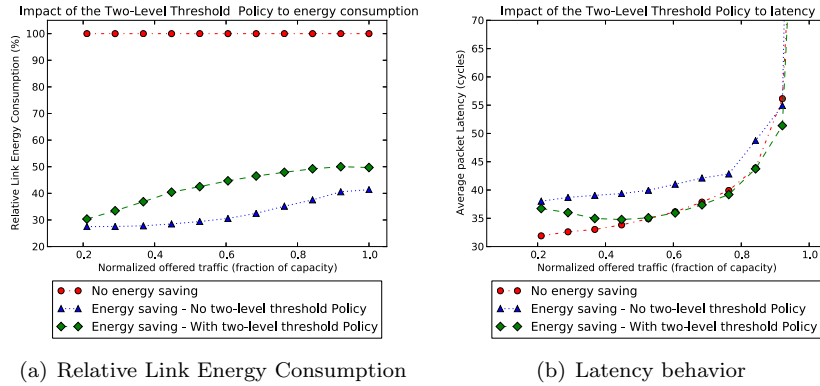 Impact of the Two-Level Threshold Policy to energy consumption
Relative Link Energy Consumption (%)
100
90
80
70
60
50
40
30
20
0.2 0.4 0.6 0.8 1.0
Normalized offered traffic (fraction of capacity)
No energy saving
Energy saving - No two-level threshold Policy
Energy saving - With two-level threshold Policy
(a) Relative Link Energy Consumption
Impact of the Two-Level Threshold Policy to latency
Average packet Latency (cycles)
70
65
60
55
50
45
40
35
30
0.2 0.4 0.6 0.8 1.0
Normalized offered traffic (fraction of capacity)
No energy saving
Energy saving - No two-level threshold Policy
Energy saving - With two-level threshold Policy
(b) Latency behavior